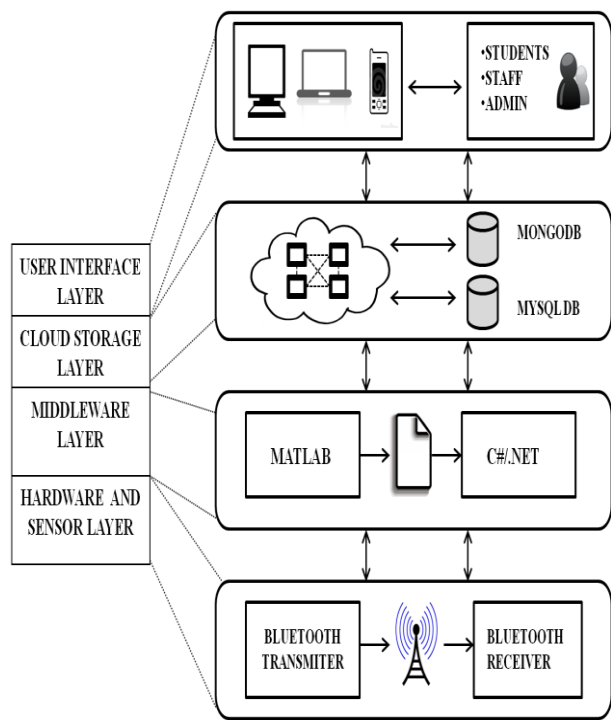 •STUDENTS
•STAFF
•ADMIN
USER INTERFACE
LAYER
CLOUD STORAGE
LAYER
MIDDLEWARE
LAYER
HARDWARE AND
SENSOR LAYER
MONGODB
MYSQL DB
MATLAB
C#/.NET
BLUETOOTH
TRANSMITER
BLUETOOTH
RECEIVER